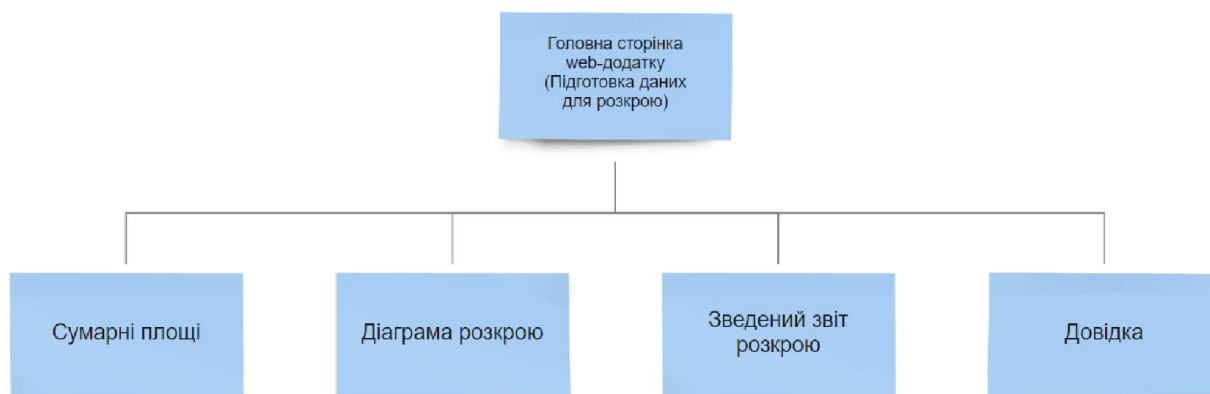 Головна сторінка
web-додатку
(Підготовка даних
для розкрою)
Сумарні площі
Діаграма розкрою
Зведений звіт
розкрою
Довідка